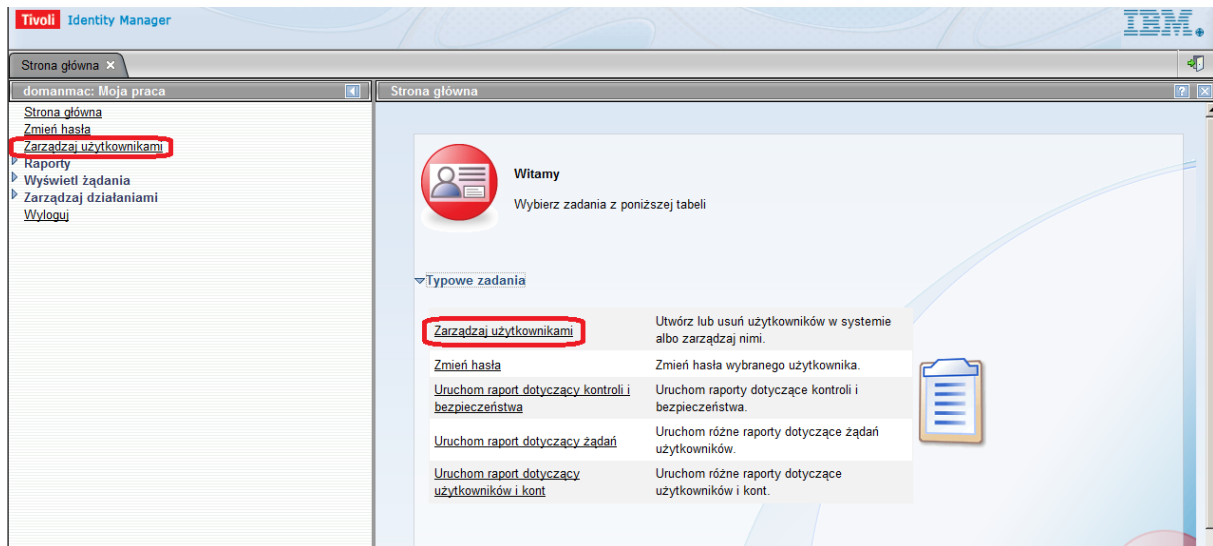 Tivoli Identity Manager
IBM.
Strona główna ×
domanmac: Moja praca
Strona główna
Zmień hasła
Zarządzaj użytkownikami
Raporty
Wyświetl żądania
Zarządzaj działaniami
Wyloguj
Strona główna
?
Witamy
Wybierz zadania z poniższej tabeli
Typowe zadania
Zarządzaj użytkownikami
Utwórz lub usuń użytkowników w systemie
albo zarządzaj nimi.
Zmień hasła
Zmień hasła wybranego użytkownika.
Uruchom raport dotyczący kontroli i
bezpieczeństwa
Uruchom raporty dotyczące kontroli i
bezpieczeństwa.
Uruchom raport dotyczący żądań
Uruchom różne raporty dotyczące żądań
użytkowników.
Uruchom raport dotyczący
użytkowników i kont
Uruchom różne raporty dotyczące
użytkowników i kont.